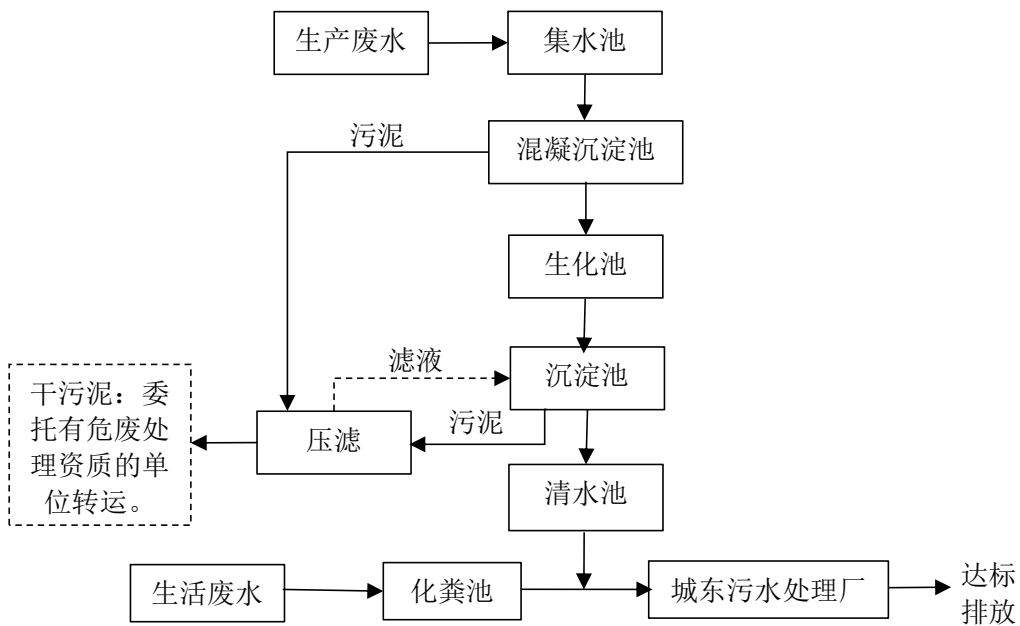 生产废水
集水池
污泥
混凝沉淀池
生化池
滤液
沉淀池
干污泥：委
托有危废处
理资质的单
位转运。
压滤
污泥
清水池
生活废水
化粪池
城东污水处理厂
达标
排放